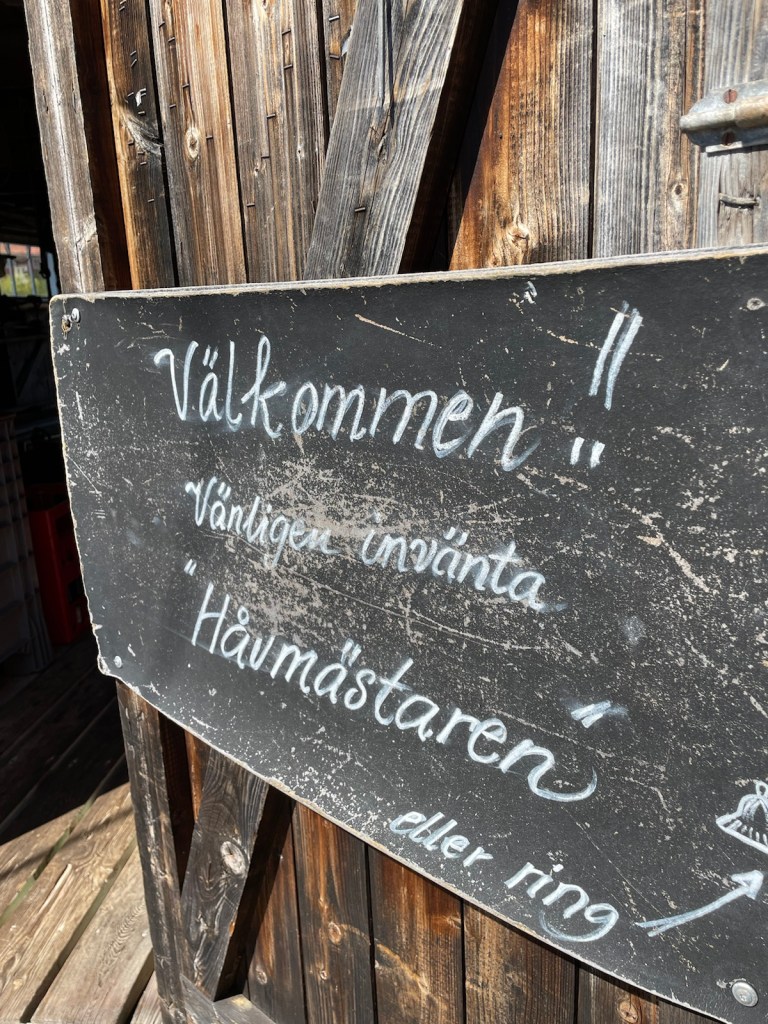 Välkommen !!
Vänligen invänta
"Håvmästaren"
eller ring